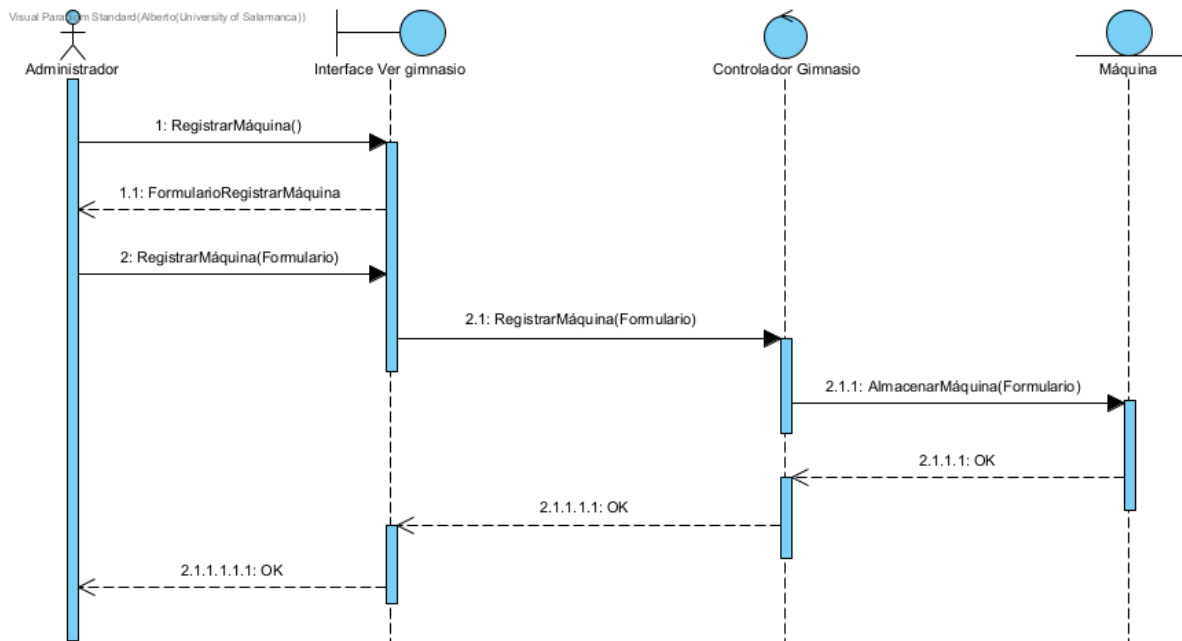 Visual Paradigm Standard(Alberto(University of Salamanca))
Administrador
Interface Ver gimnasio
Controlador Gimnasio
Máquina
1: RegistrarMáquina()
1.1: FormularioRegistrarMáquina
2: RegistrarMáquina(Formulario)
2.1: RegistrarMáquina(Formulario)
2.1.1: AlmacenarMáquina(Formulario)
2.1.1.1: OK
2.1.1.1.1: OK
2.1.1.1.1.1: OK